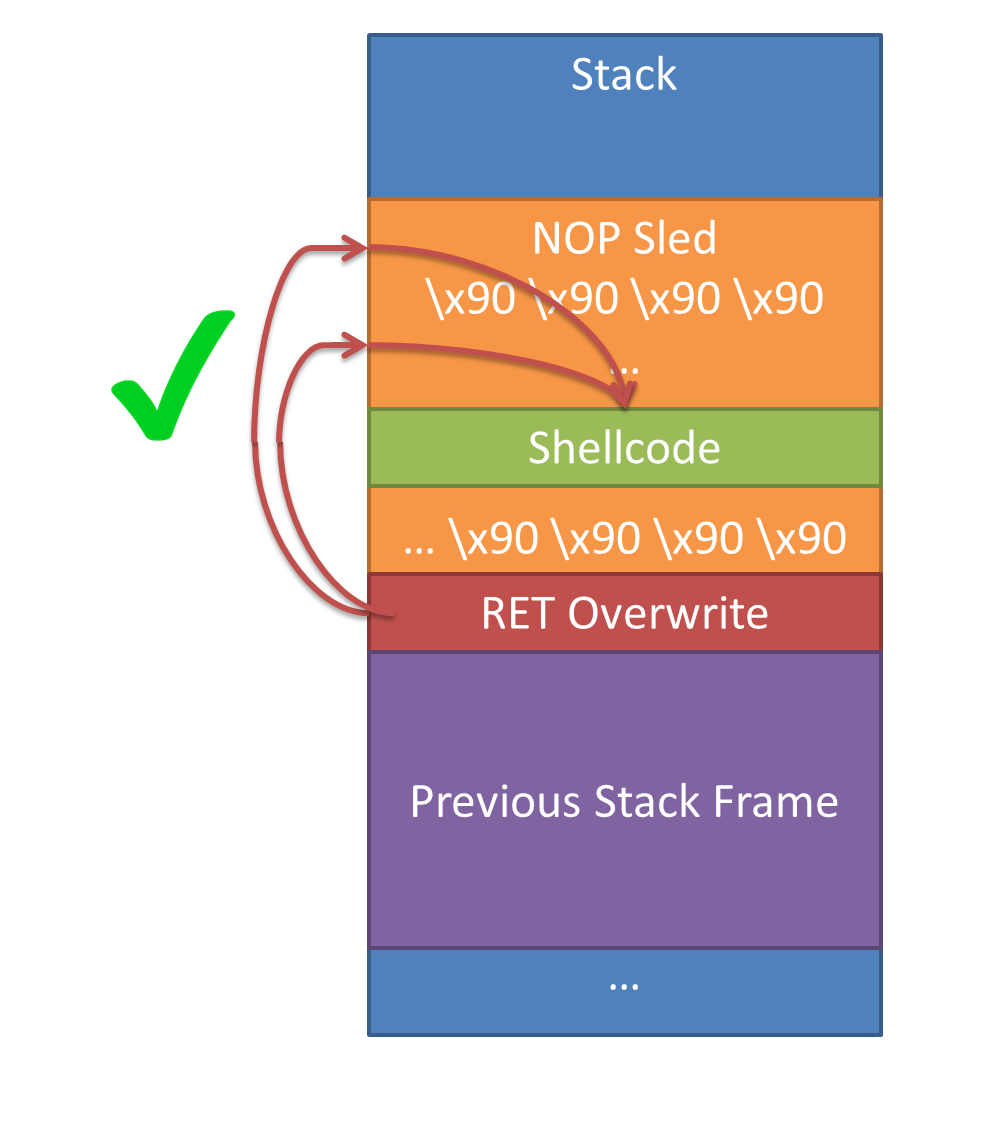 Stack
NOP Sled
\x90 \x90 \x90 \x90
...
Shellcode
... \x90 \x90 \x90 \x90
RET Overwrite
Previous Stack Frame
...